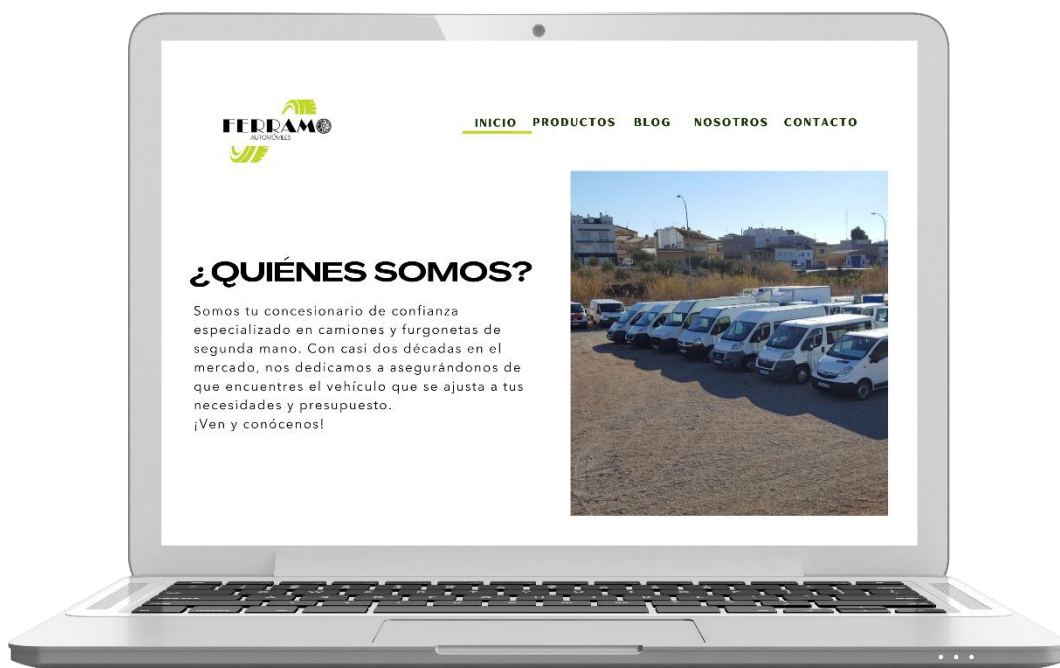 FERRAMO
AUTOMÓVILES
INICIO PRODUCTOS BLOG NOSOTROS CONTACTO
¿QUIÉNES SOMOS?
Somos tu concesionario de confianza
especializado en camiones y furgonetas de
segunda mano. Con casi dos décadas en el
mercado, nos dedicamos a asegurándonos de
que encuentres el vehículo que se ajusta a tus
necesidades y presupuesto.
¡Ven y conócenos!